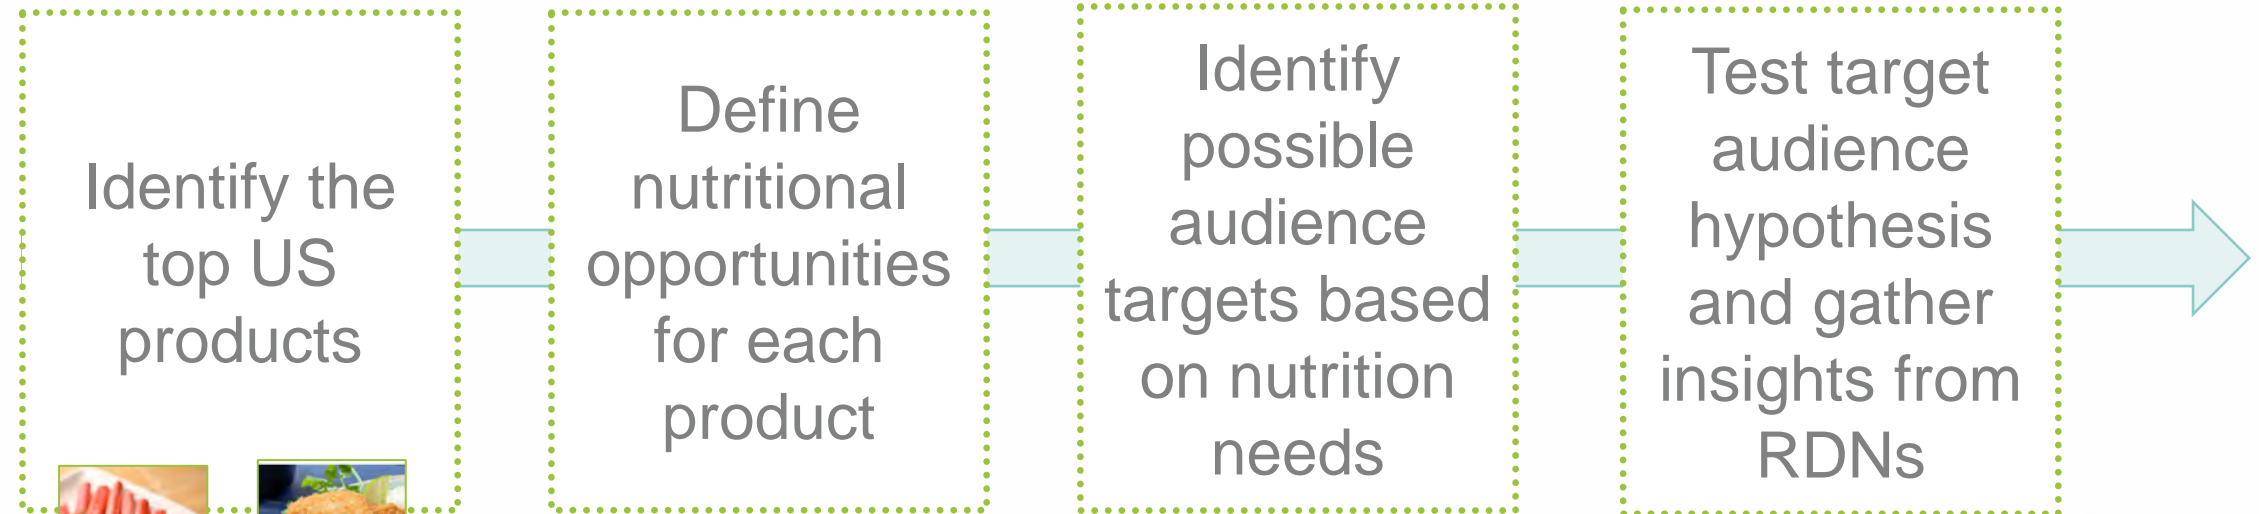 Identify the
top US
products
Define
nutritional
opportunities
for each
product
Identify
possible
audience
targets based
on nutrition
needs
Test target
audience
hypothesis
and gather
insights from
RDNs